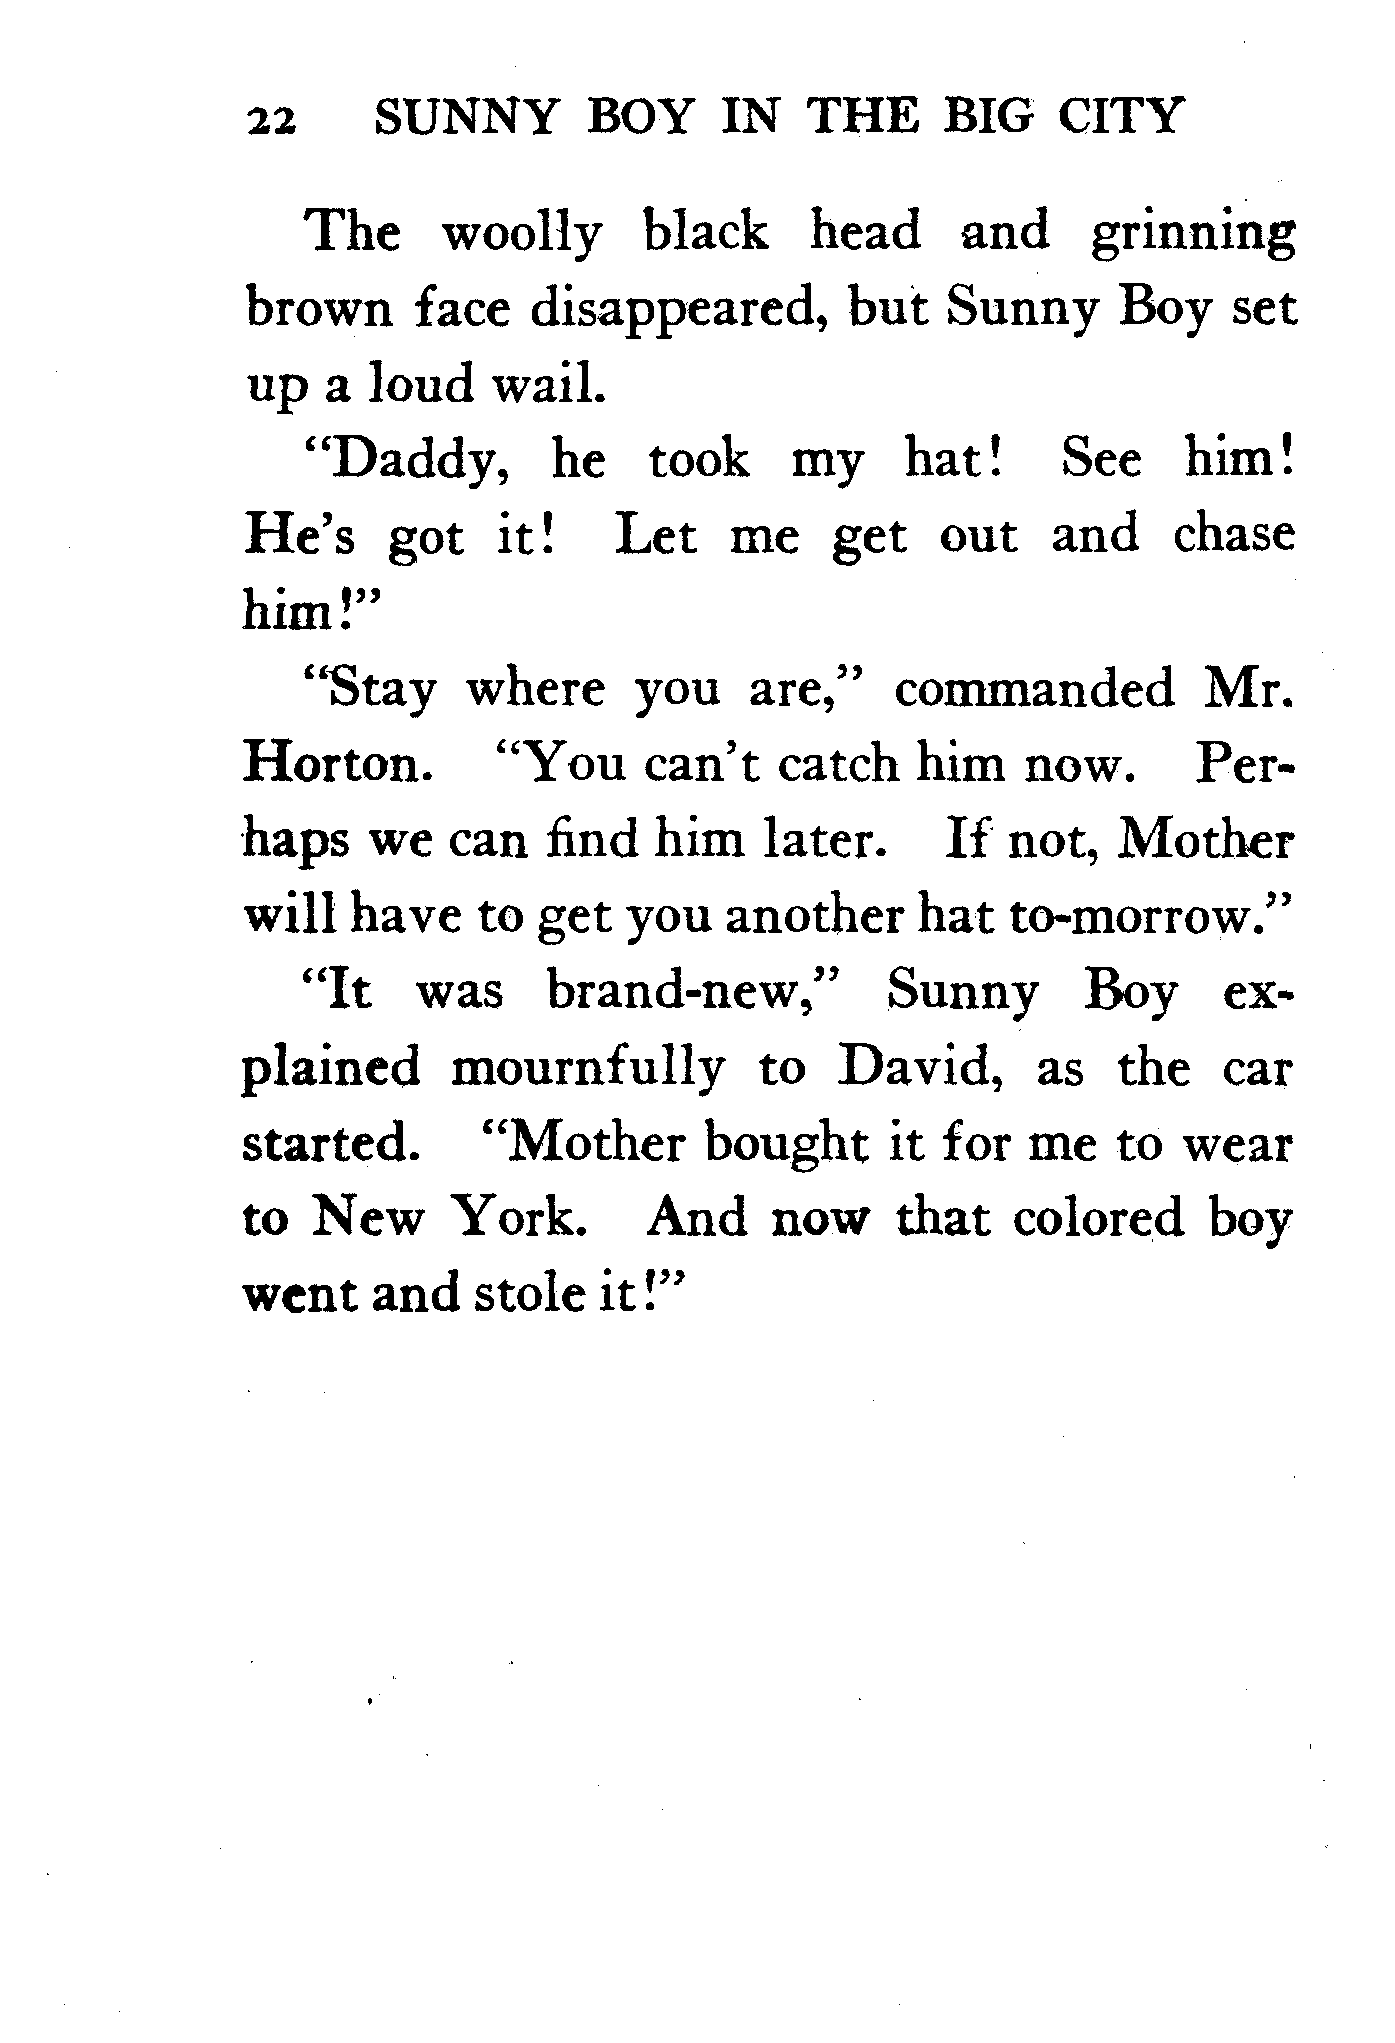 22 SUNNY BOY IN THE BIG CITY
The woolly black head and grinning
brown face disappeared, but Sunny Boy set
up a loud wail.
“Daddy, he took my hat! See him!
He’s got it! Let me get out and chase
him!”
“Stay where you are,” commanded Mr.
Horton. “You can’t catch him now. Per-
haps we can find him later. If not, Mother
will have to get you another hat to-morrow.”
“It was brand-new,” Sunny Boy ex-
plained mournfully to David, as the car
started. “Mother bought it for me to wear
to New York. And now that colored boy
went and stole it!”